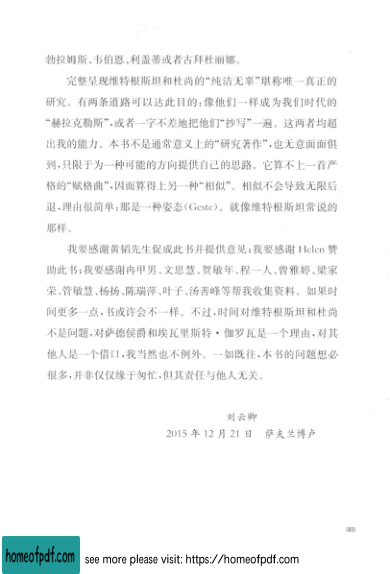 勃拉姆斯、韦伯恩、利盖蒂或者古拜杜丽娜。
完整呈现维特根斯坦和杜尚的“纯洁无辜”堪称唯一真正的
研究。有两条道路可以达此目的:像他们一样成为我们时代的
“赫拉克勒斯”,或者一字不差地把他们“抄写”一遍。这两者均超
出我的能力。本书不是通常意义上的“研究著作”,也无意面面俱
到,只限于为一种可能的方向提供自己的思路。它算不上一首严
格的“赋格曲”,因而算得上另一种“相似”。相似不会导致无限后
退,理由很简单:那是一种姿态(Geste)。就像维特根斯坦常说的
那样。
我要感谢黄韬先生促成此书并提供意见;我要感谢 Helen 赞
助此书;我要感谢冉甲男、文思慧、贺敏年、程一人、曾雅婷、梁家
荣、管敏慧、杨扬、陈瑞萍、叶子、汤善峰等帮我收集资料。如果时
间更多一点,书或许会不一样。不过,时间对维特根斯坦和杜尚
不是问题,对萨德侯爵和埃瓦里斯特·伽罗瓦是一个理由,对其
他人是一个借口,我当然也不例外。一如既往,本书的问题想必
很多,并非仅仅缘于匆忙,但其责任与他人无关。
刘云卿
2015 年 12 月 21 日 萨夫兰博卢
003
homeofpdf.com see more please visit: https://homeofpdf.com